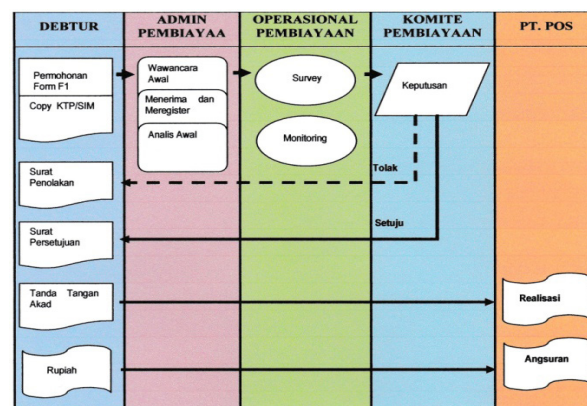 DEBTUR
ADMIN
PEMBIAYAA
OPERASIONAL
PEMBIAYAAN
KOMITE
PEMBIAYAAN
PT. POS
Permohonan
Form F1
Copy KTP/SIM
Wawancara
Awal
Menerima dan
Meregister
Analis Awal
Survey
Monitoring
Keputusan
Tolak
Surat
Penolakan
Setuju
Surat
Persetujuan
Tanda Tangan
Akad
Realisasi
Rupiah
Angsuran